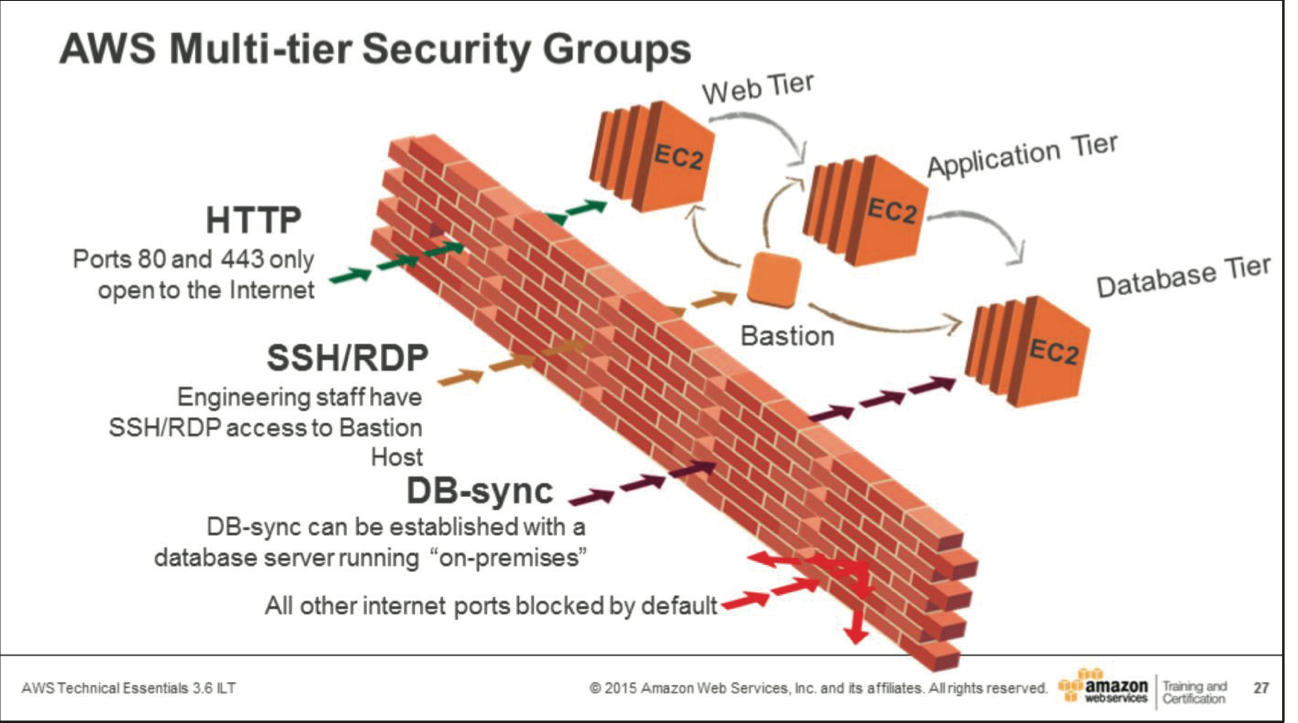 AWS Multi-tier Security Groups
Web Tier
EC2
Application Tier
EC2
HTTP
Ports 80 and 443 only
open to the Internet
Database Tier
EC2
Bastion
SSH/RDP
Engineering staff have
SSH/RDP access to Bastion
Host
DB-sync
DB-sync can be established with a
database server running “on-premises”
All other internet ports blocked by default
AWS Technical Essentials 3.6 ILT
© 2015 Amazon Web Services, Inc. and its affiliates. All rights reserved.
amazon
webservices
Training and
Certification
27